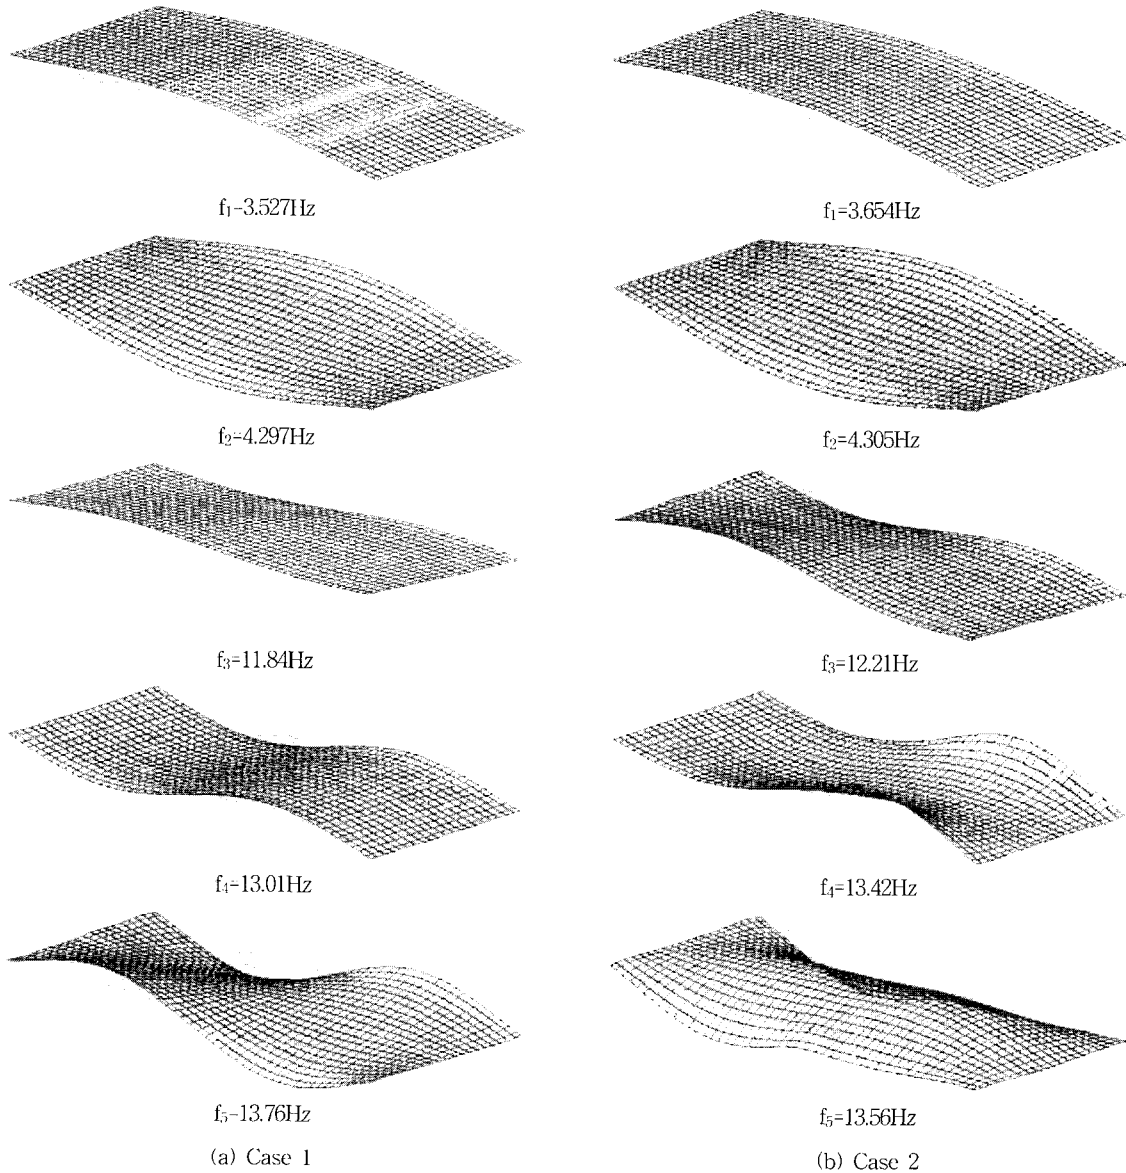 f₁-3.527Hz
f₁=3.654Hz
f₂=4.297Hz
f₂=4.305Hz
f₃=11.84Hz
f₃=12.21Hz
f₄=13.01Hz
f₄=13.42Hz
f₅-13.76Hz
f₅=13.56Hz
(a) Case 1
(b) Case 2